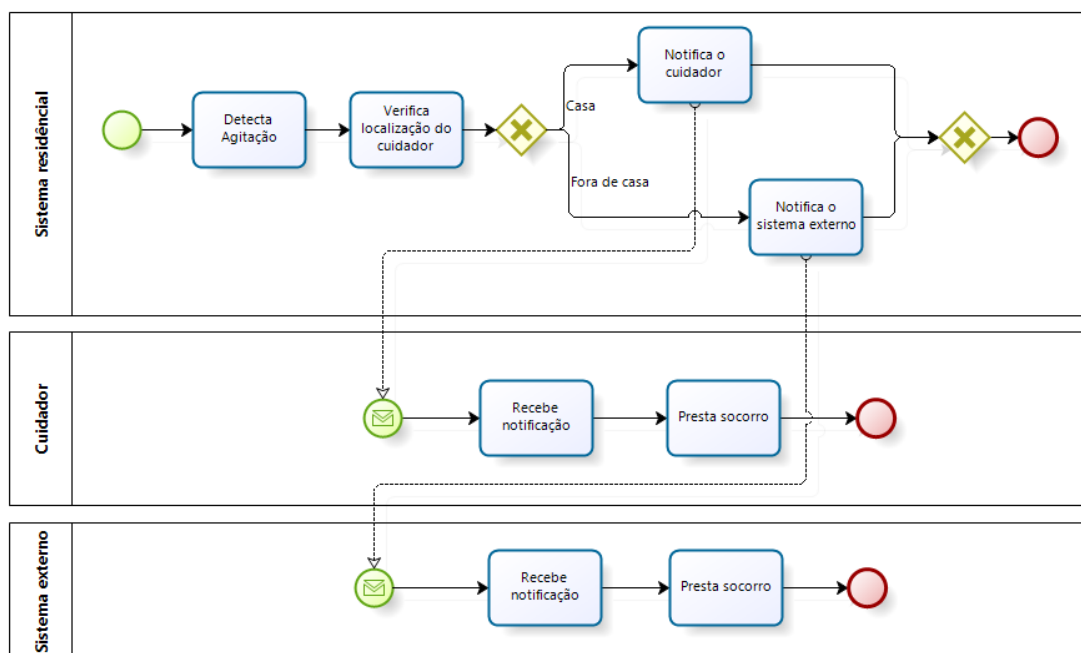 Sistema residência
Detecta
Agitação
Verifica
localização do
cuidador
Casa
Fora de casa
Notifica o
cuidador
Notifica o
sistema externo
Cuidador
Recebe
notificação
Presta socorro
Sistema externo
Recebe
notificação
Presta socorro